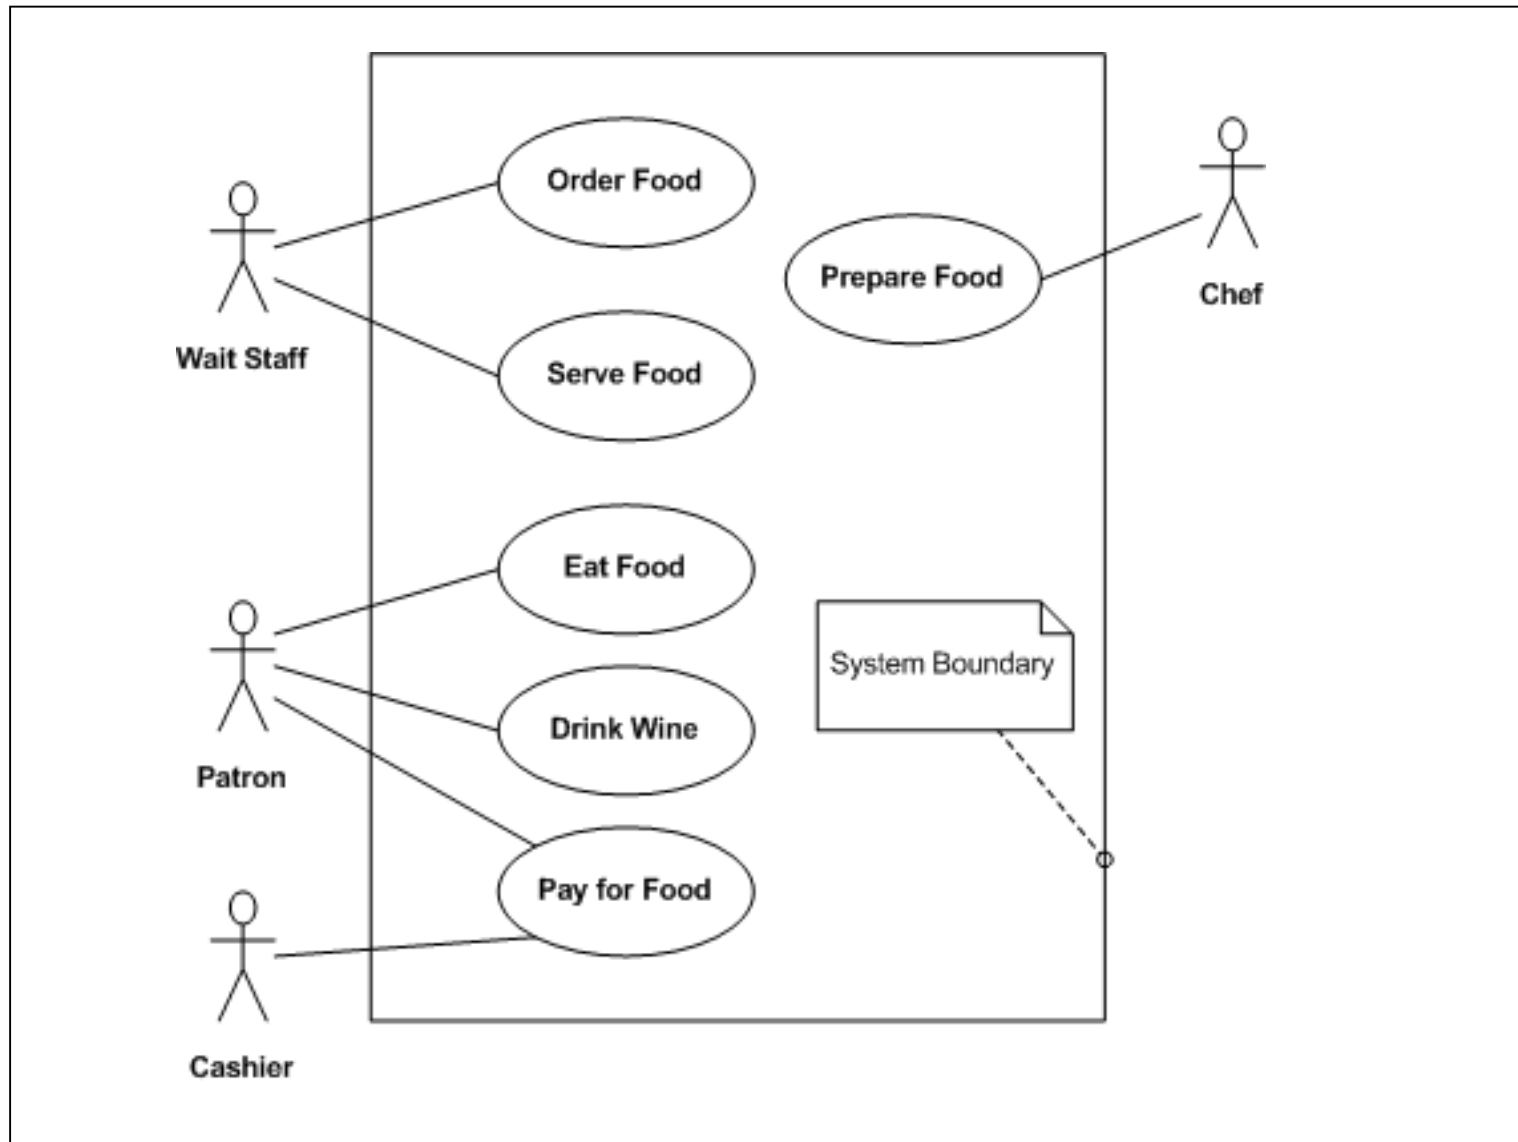 Order Food
Prepare Food
Chef
Wait Staff
Serve Food
Eat Food
System Boundary
Drink Wine
Patron
Pay for Food
Cashier